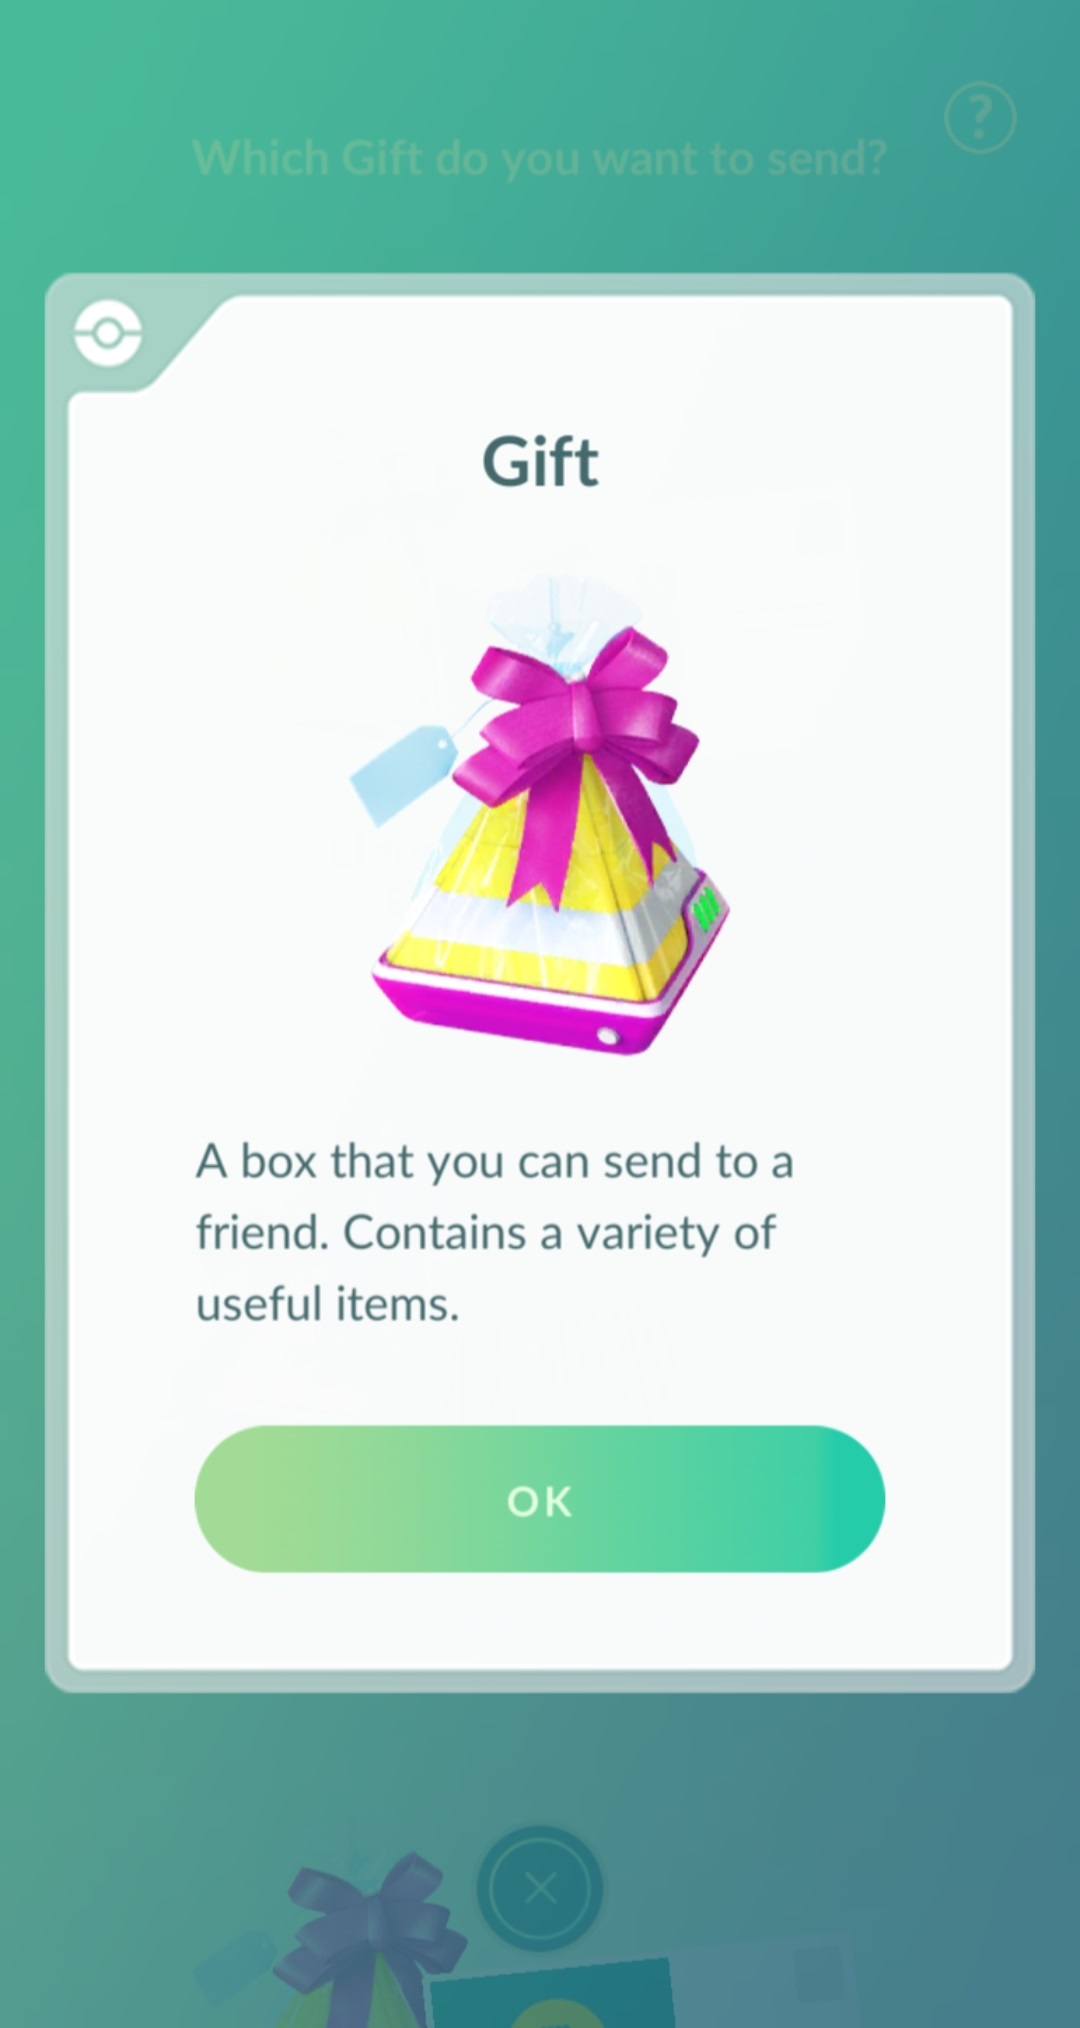 Which Gift do you want to send?
?
Gift
A box that you can send to a
friend. Contains a variety of
useful items.
OK